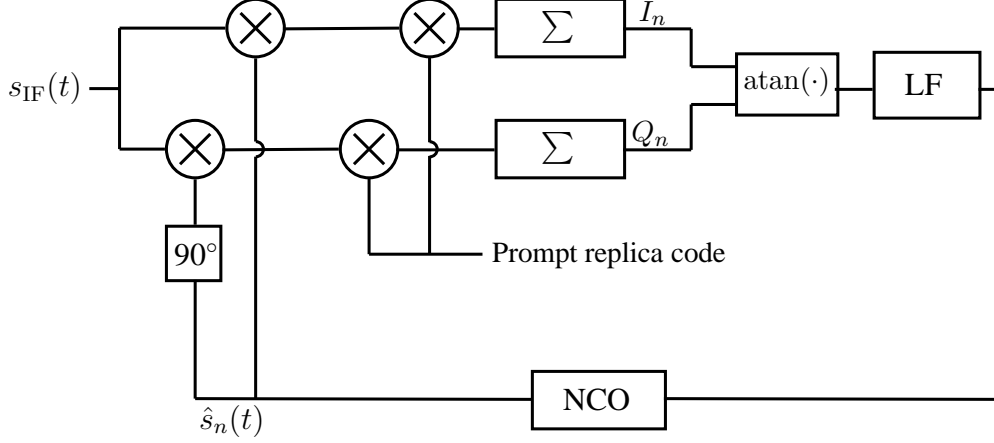 ∑
I_n
s_IF(t)
atan(·)
LF
∑
Q_n
90°
Prompt replica code
NCO
ŝ_n(t)